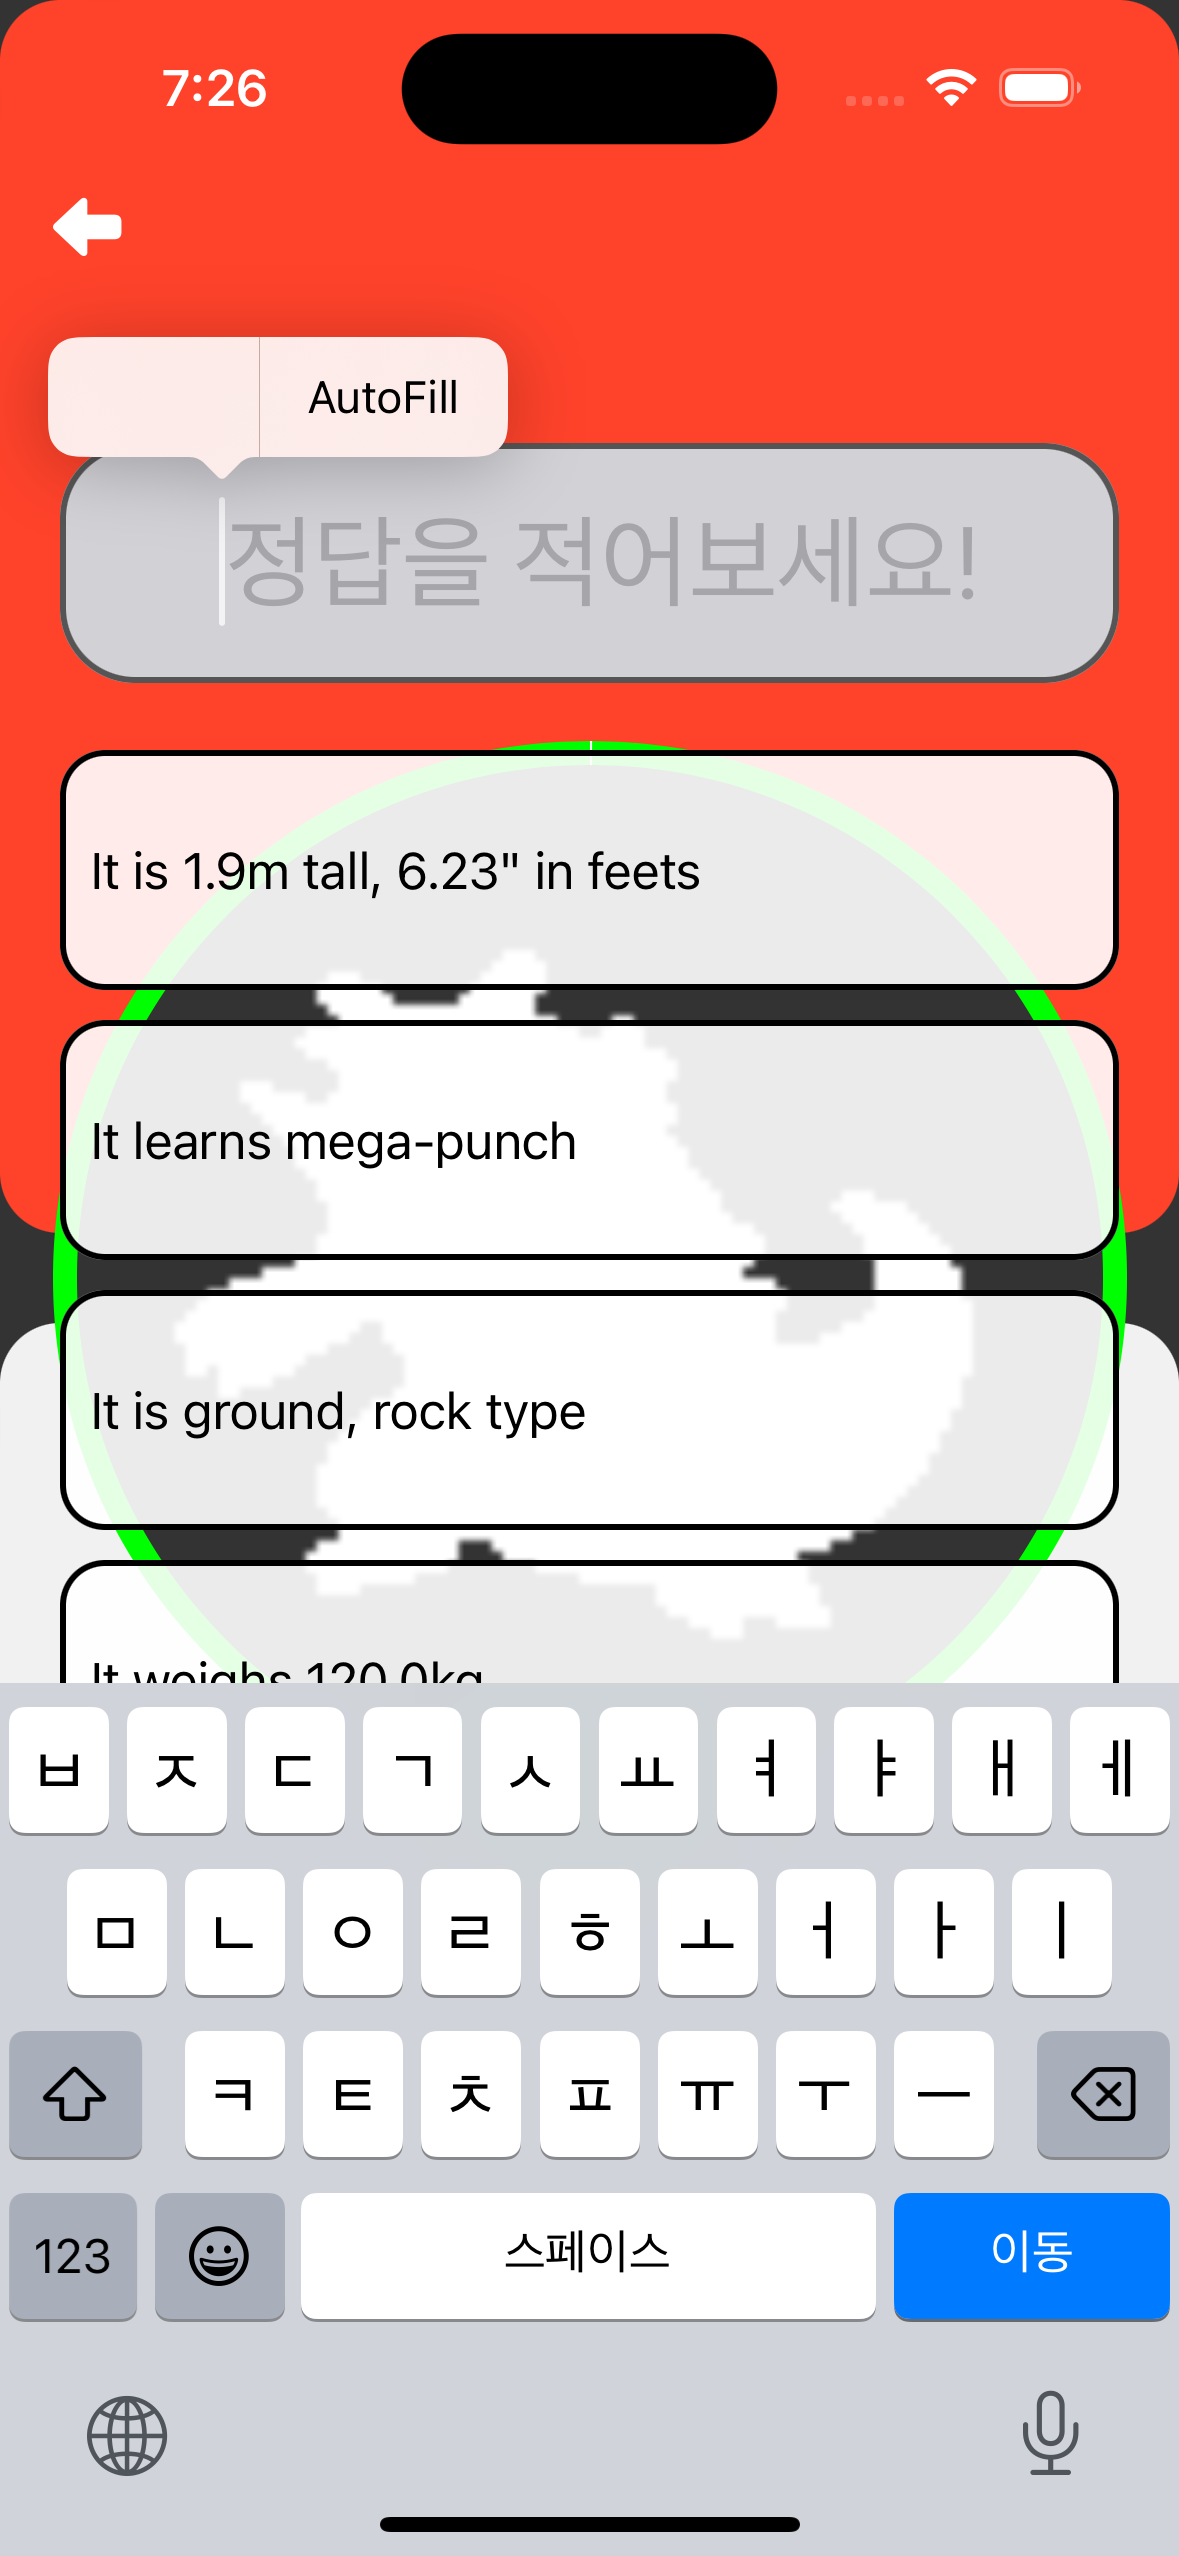 7:26
AutoFill
정답을 적어보세요!
It is 1.9m tall, 6.23" in feets
It learns mega-punch
It is ground, rock type
It weighs 120.0kg
ㅂ ㅈ ㄷ ㄱ ㅅ ㅛ ㅕ ㅑ ㅐ ㅔ
ㅁ ㄴ ㅇ ㄹ ㅎ ㅗ ㅓ ㅏ ㅣ
ㅋ ㅌ ㅊ ㅍ ㅠ ㅜ ㅡ
123 스페이스 이동